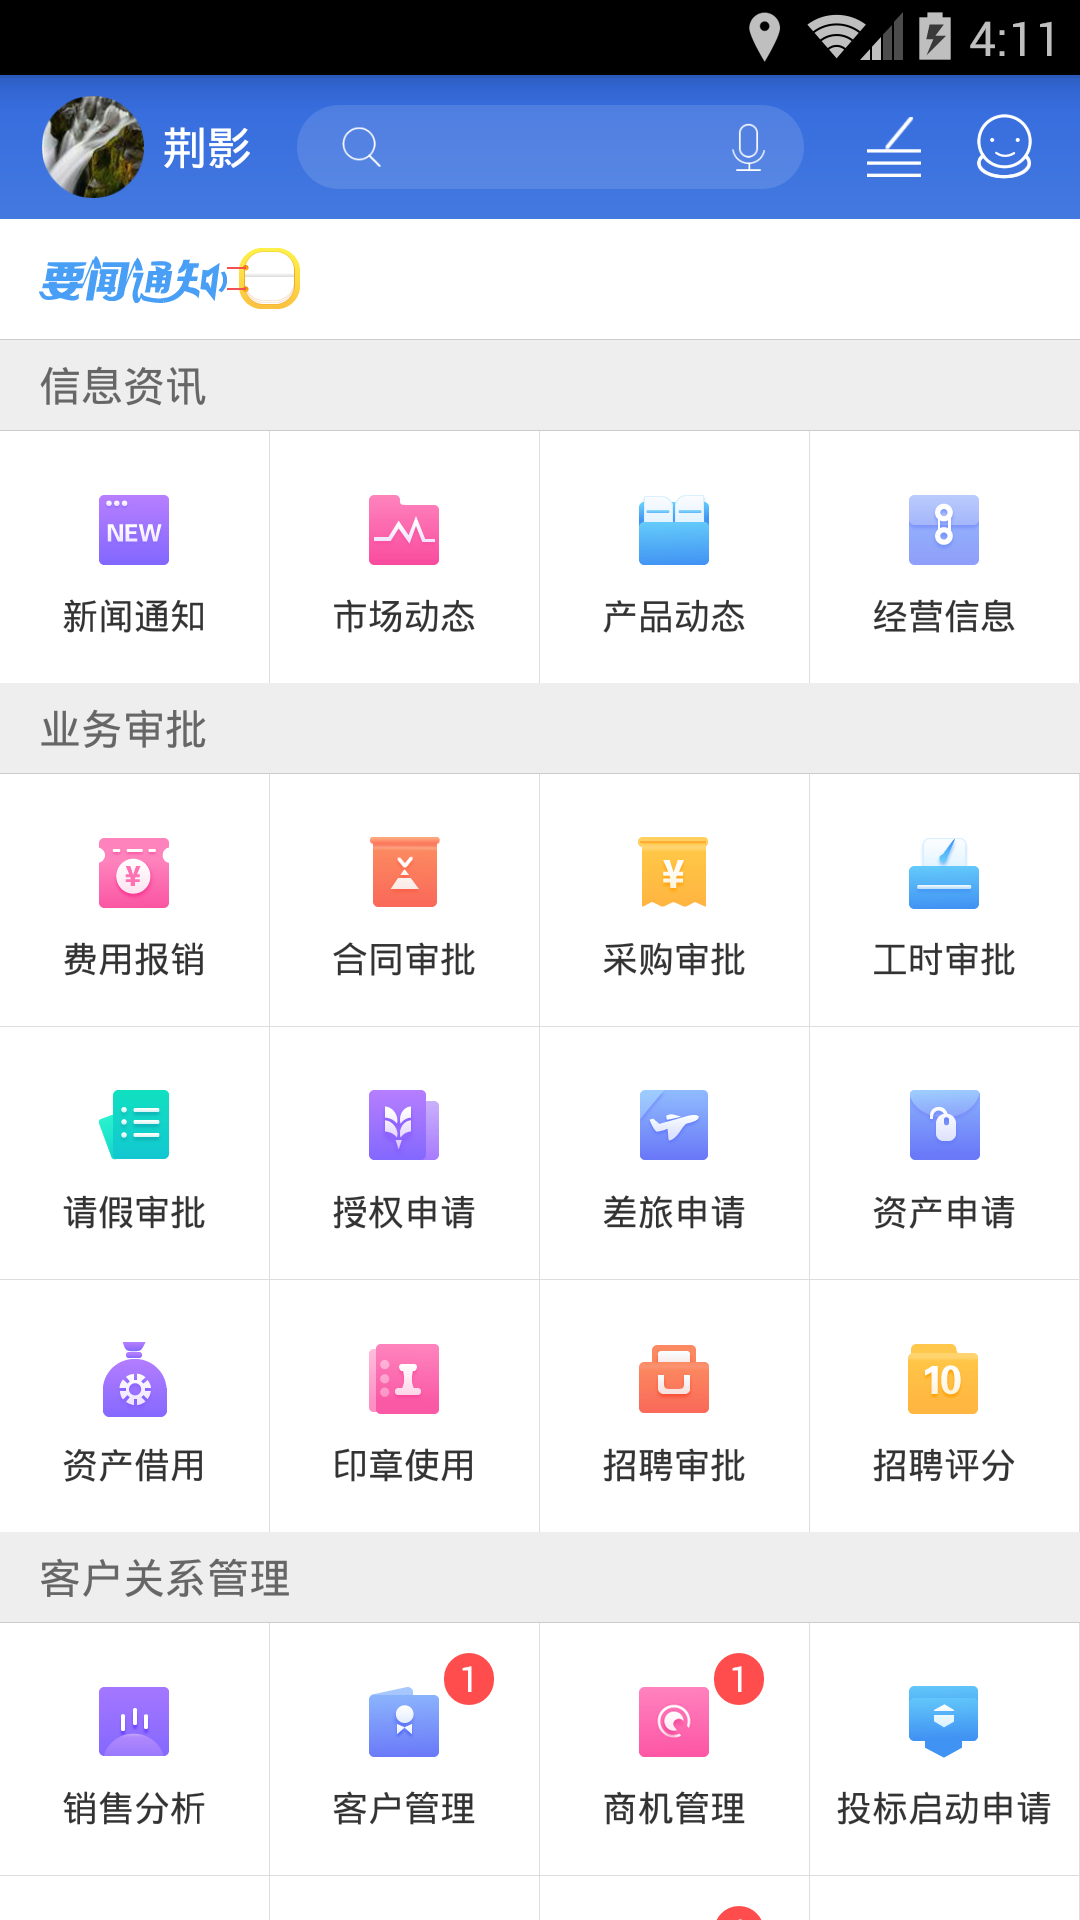 4:11
荆影
要闻通知
信息资讯
NEW
新闻通知 市场动态 产品动态 经营信息
业务审批
¥ ¥
费用报销 合同审批 采购审批 工时审批
请假审批 授权申请 差旅申请 资产申请
10
资产借用 印章使用 招聘审批 招聘评分
客户关系管理
1 1
销售分析 客户管理 商机管理 投标启动申请